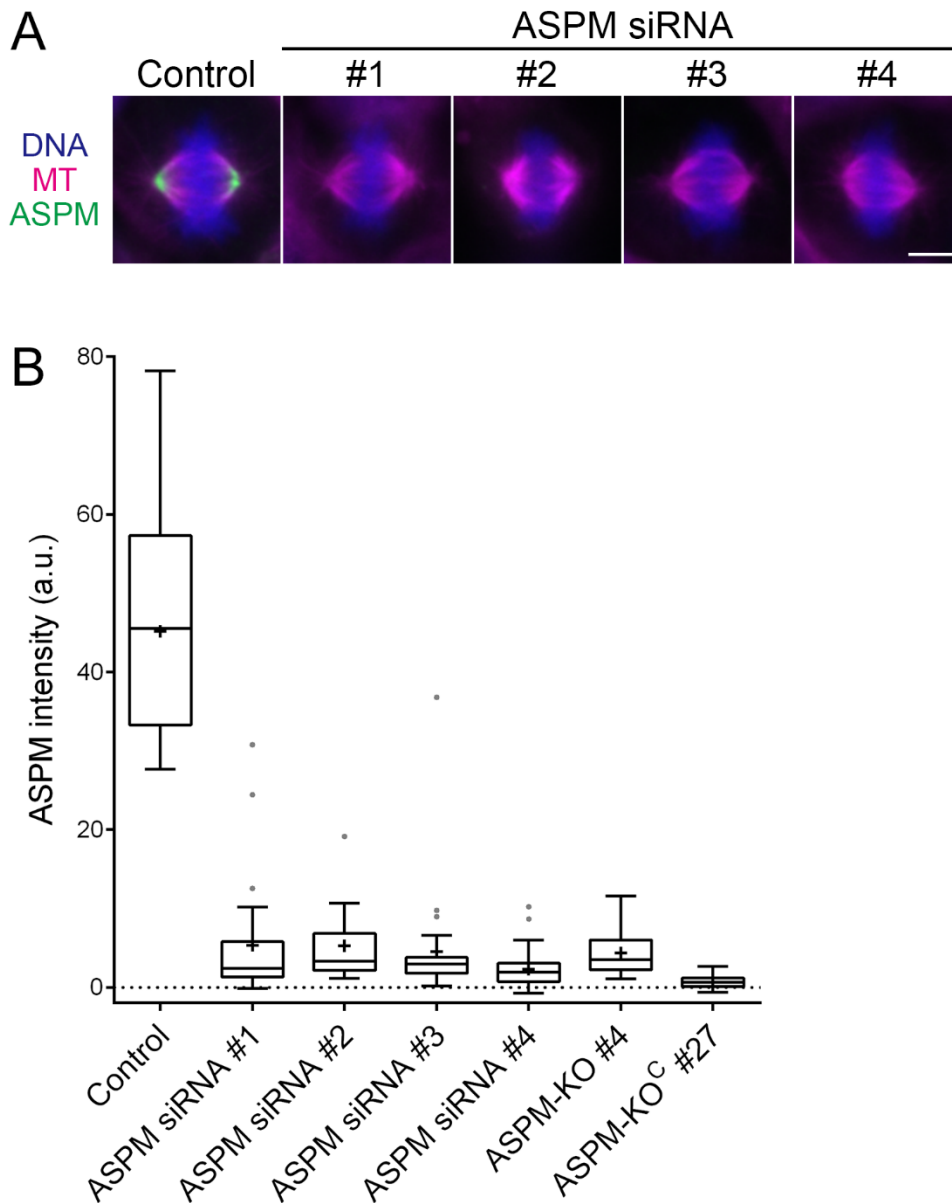 A
ASPM siRNA
Control #1 #2 #3 #4
DNA
MT
ASPM
B
80
60
40
20
0
ASPM intensity (a.u.)
Control
ASPM siRNA #1
ASPM siRNA #2
ASPM siRNA #3
ASPM siRNA #4
ASPM-KO #4
ASPM-KO^C #27